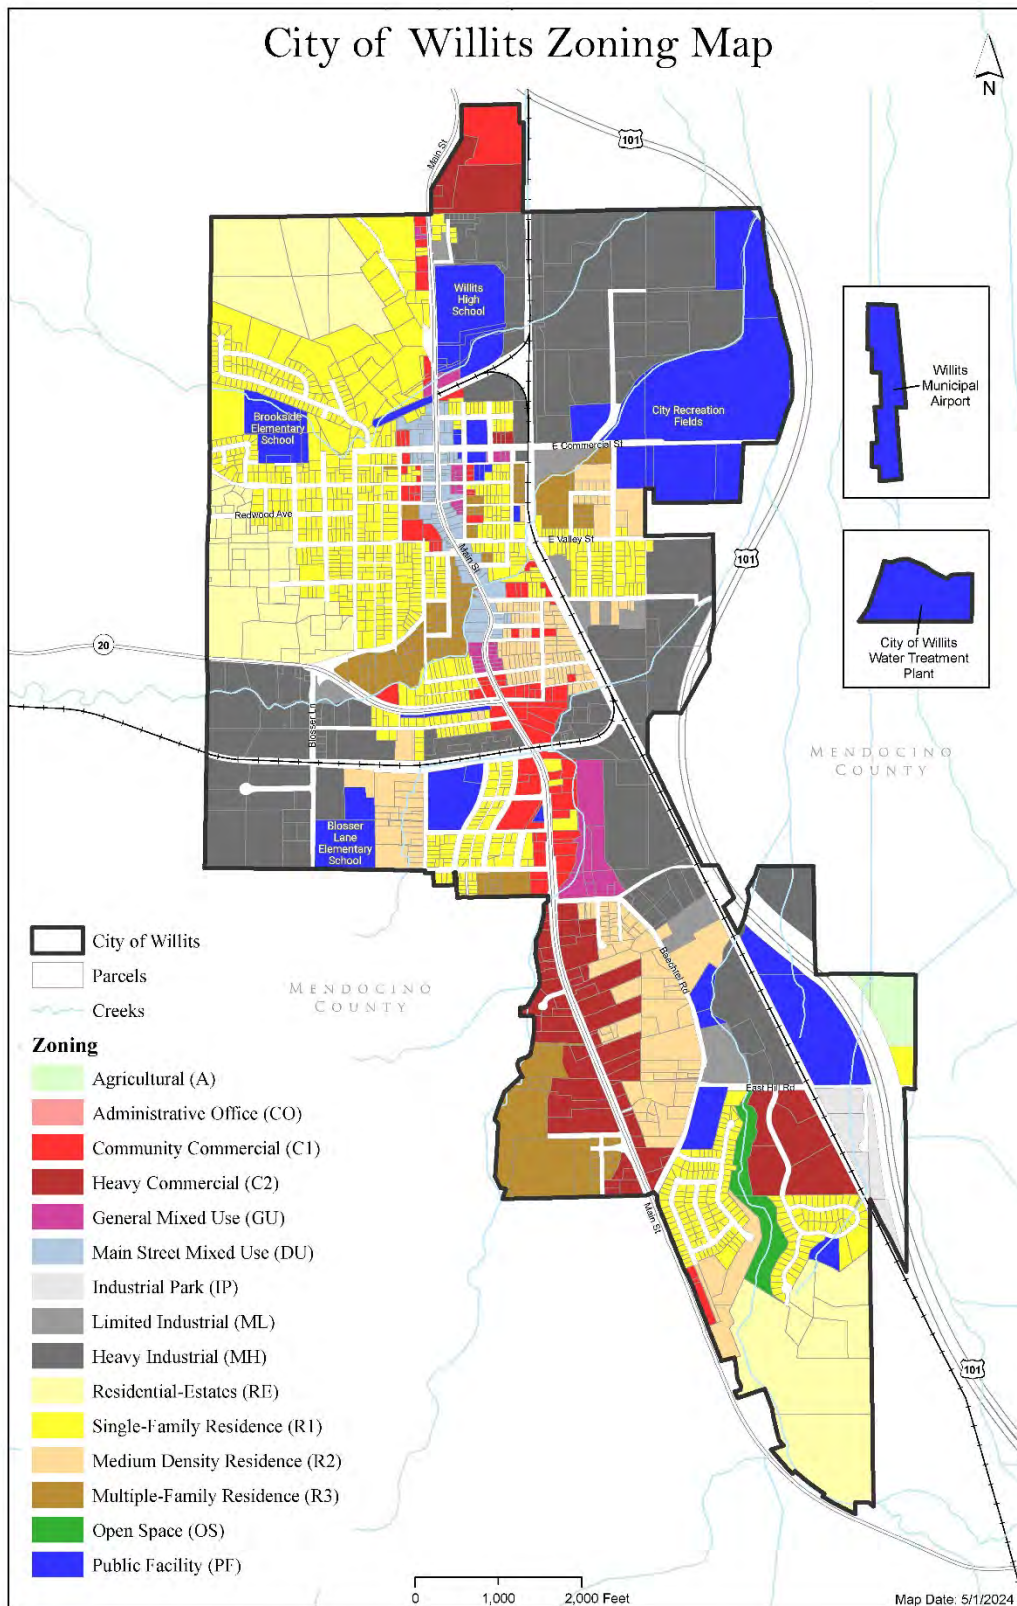 City of Willits Zoning Map
N
101
Main St
Willits
High
School
Willits
Municipal
Airport
Brookside
Elementary
School
City Recreation
Fields
E Commercial St
Redwood Ave
E Valley St
Main St
101
20
City of Willits
Water Treatment
Plant
Blosser Ln
MENDOCINO
COUNTY
Blosser
Lane
Elementary
School
City of Willits
Parcels
Creeks
MENDOCINO
COUNTY
Baechtel Rd
Zoning
Agricultural (A)
Administrative Office (CO)
Community Commercial (C1)
Heavy Commercial (C2)
General Mixed Use (GU)
Main Street Mixed Use (DU)
Industrial Park (IP)
Limited Industrial (ML)
Heavy Industrial (MH)
Residential-Estates (RE)
Single-Family Residence (R1)
Medium Density Residence (R2)
Multiple-Family Residence (R3)
Open Space (OS)
Public Facility (PF)
East Hill Rd
Main St
101
0 1,000 2,000 Feet
Map Date: 5/1/2024